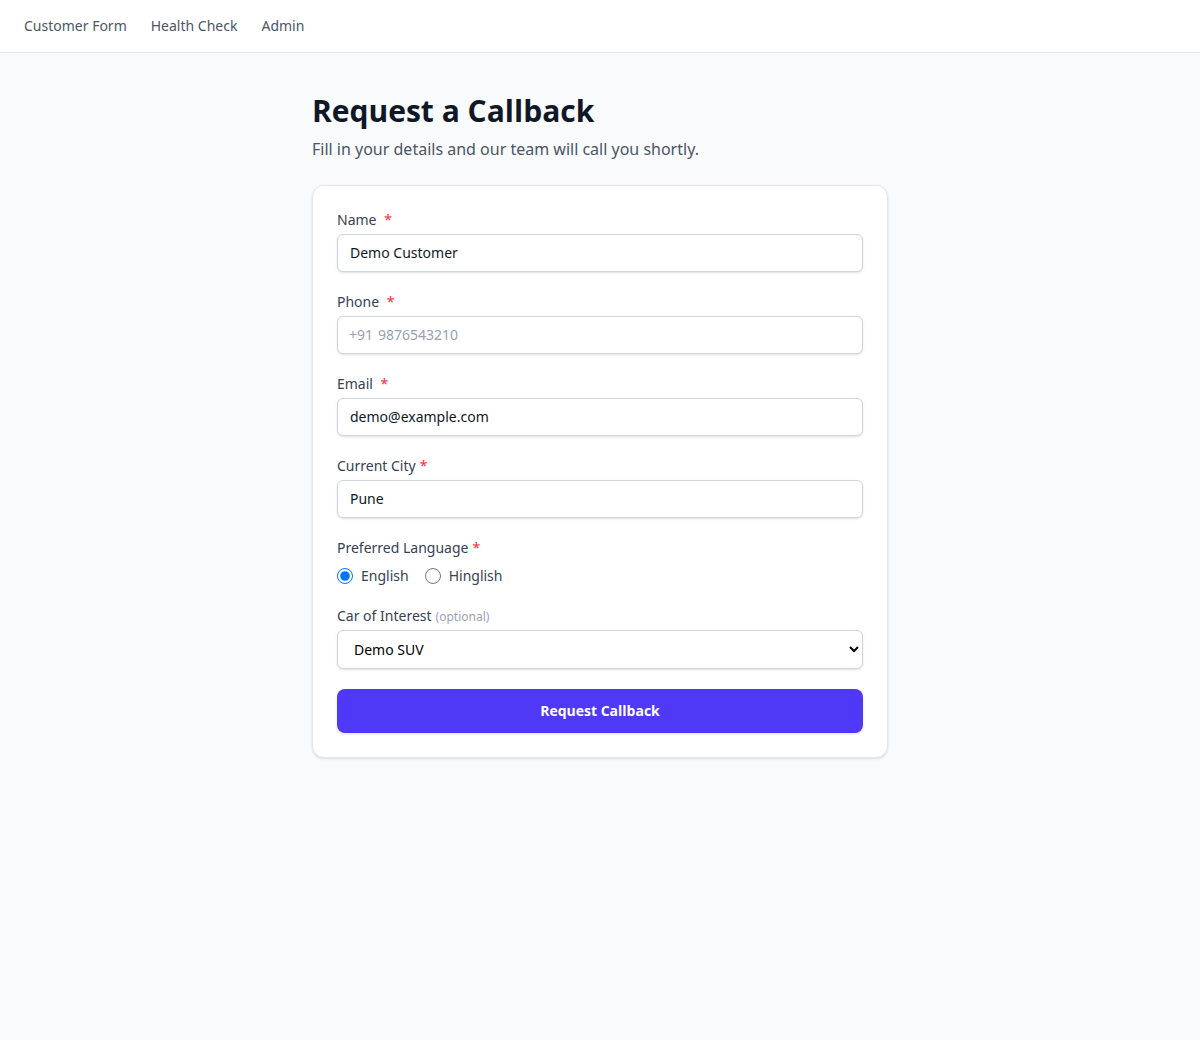 Customer Form Health Check Admin
Request a Callback
Fill in your details and our team will call you shortly.
Name *
Demo Customer
Phone *
+91 9876543210
Email *
demo@example.com
Current City *
Pune
Preferred Language *
English Hinglish
Car of Interest (optional)
Demo SUV
Request Callback